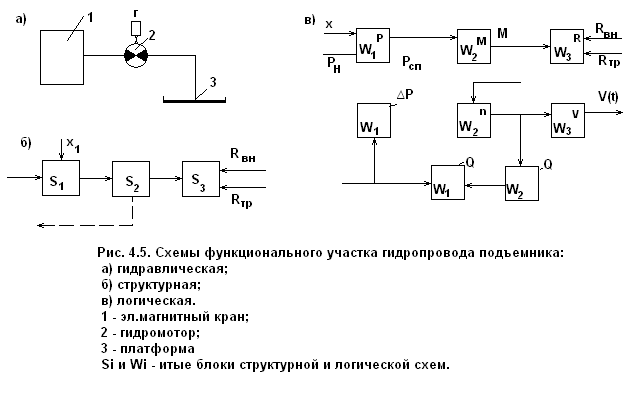 а)
1
r
2
3
б)
x1
S1
S2
S3
Rвн
Rтр
в)
x
Pн
W1 P
Pсп
W2 M
M
W3 R
Rвн
Rтр
W1
△P
W2 n
W3 V
V(t)
W1
Q
W2
Q
Рис. 4.5. Схемы функционального участка гидропровода подъемника:
а) гидравлическая;
б) структурная;
в) логическая.
1 - эл.магнитный кран;
2 - гидромотор;
3 - платформа
Si и Wi - итые блоки структурной и логической схем.